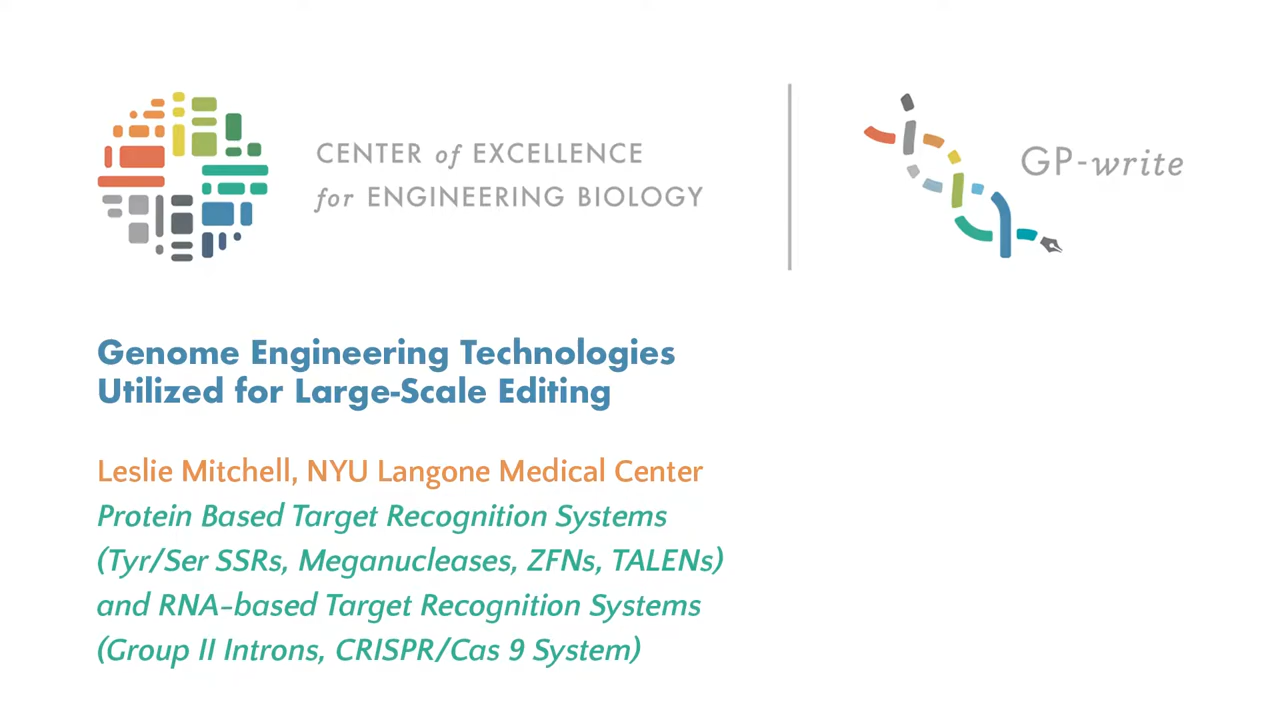 CENTER of EXCELLENCE
for ENGINEERING BIOLOGY
GP-write
Genome Engineering Technologies
Utilized for Large-Scale Editing
Leslie Mitchell, NYU Langone Medical Center
Protein Based Target Recognition Systems
(Tyr/Ser SSRs, Meganucleases, ZFNs, TALENs)
and RNA-based Target Recognition Systems
(Group II Introns, CRISPR/Cas 9 System)